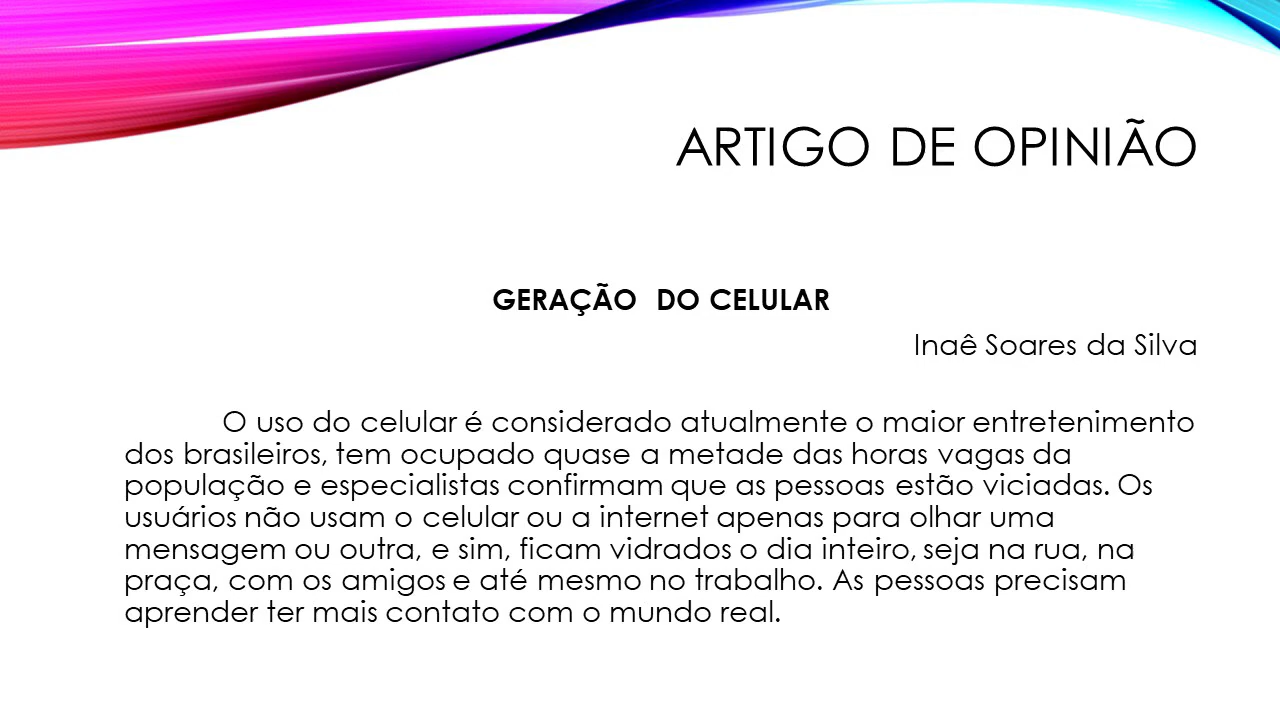 ARTIGO DE OPINIÃO
GERAÇÃO DO CELULAR
Inaê Soares da Silva
O uso do celular é considerado atualmente o maior entretenimento
dos brasileiros, tem ocupado quase a metade das horas vagas da
população e especialistas confirmam que as pessoas estão viciadas. Os
usuários não usam o celular ou a internet apenas para olhar uma
mensagem ou outra, e sim, ficam vidrados o dia inteiro, seja na rua, na
praça, com os amigos e até mesmo no trabalho. As pessoas precisam
aprender ter mais contato com o mundo real.